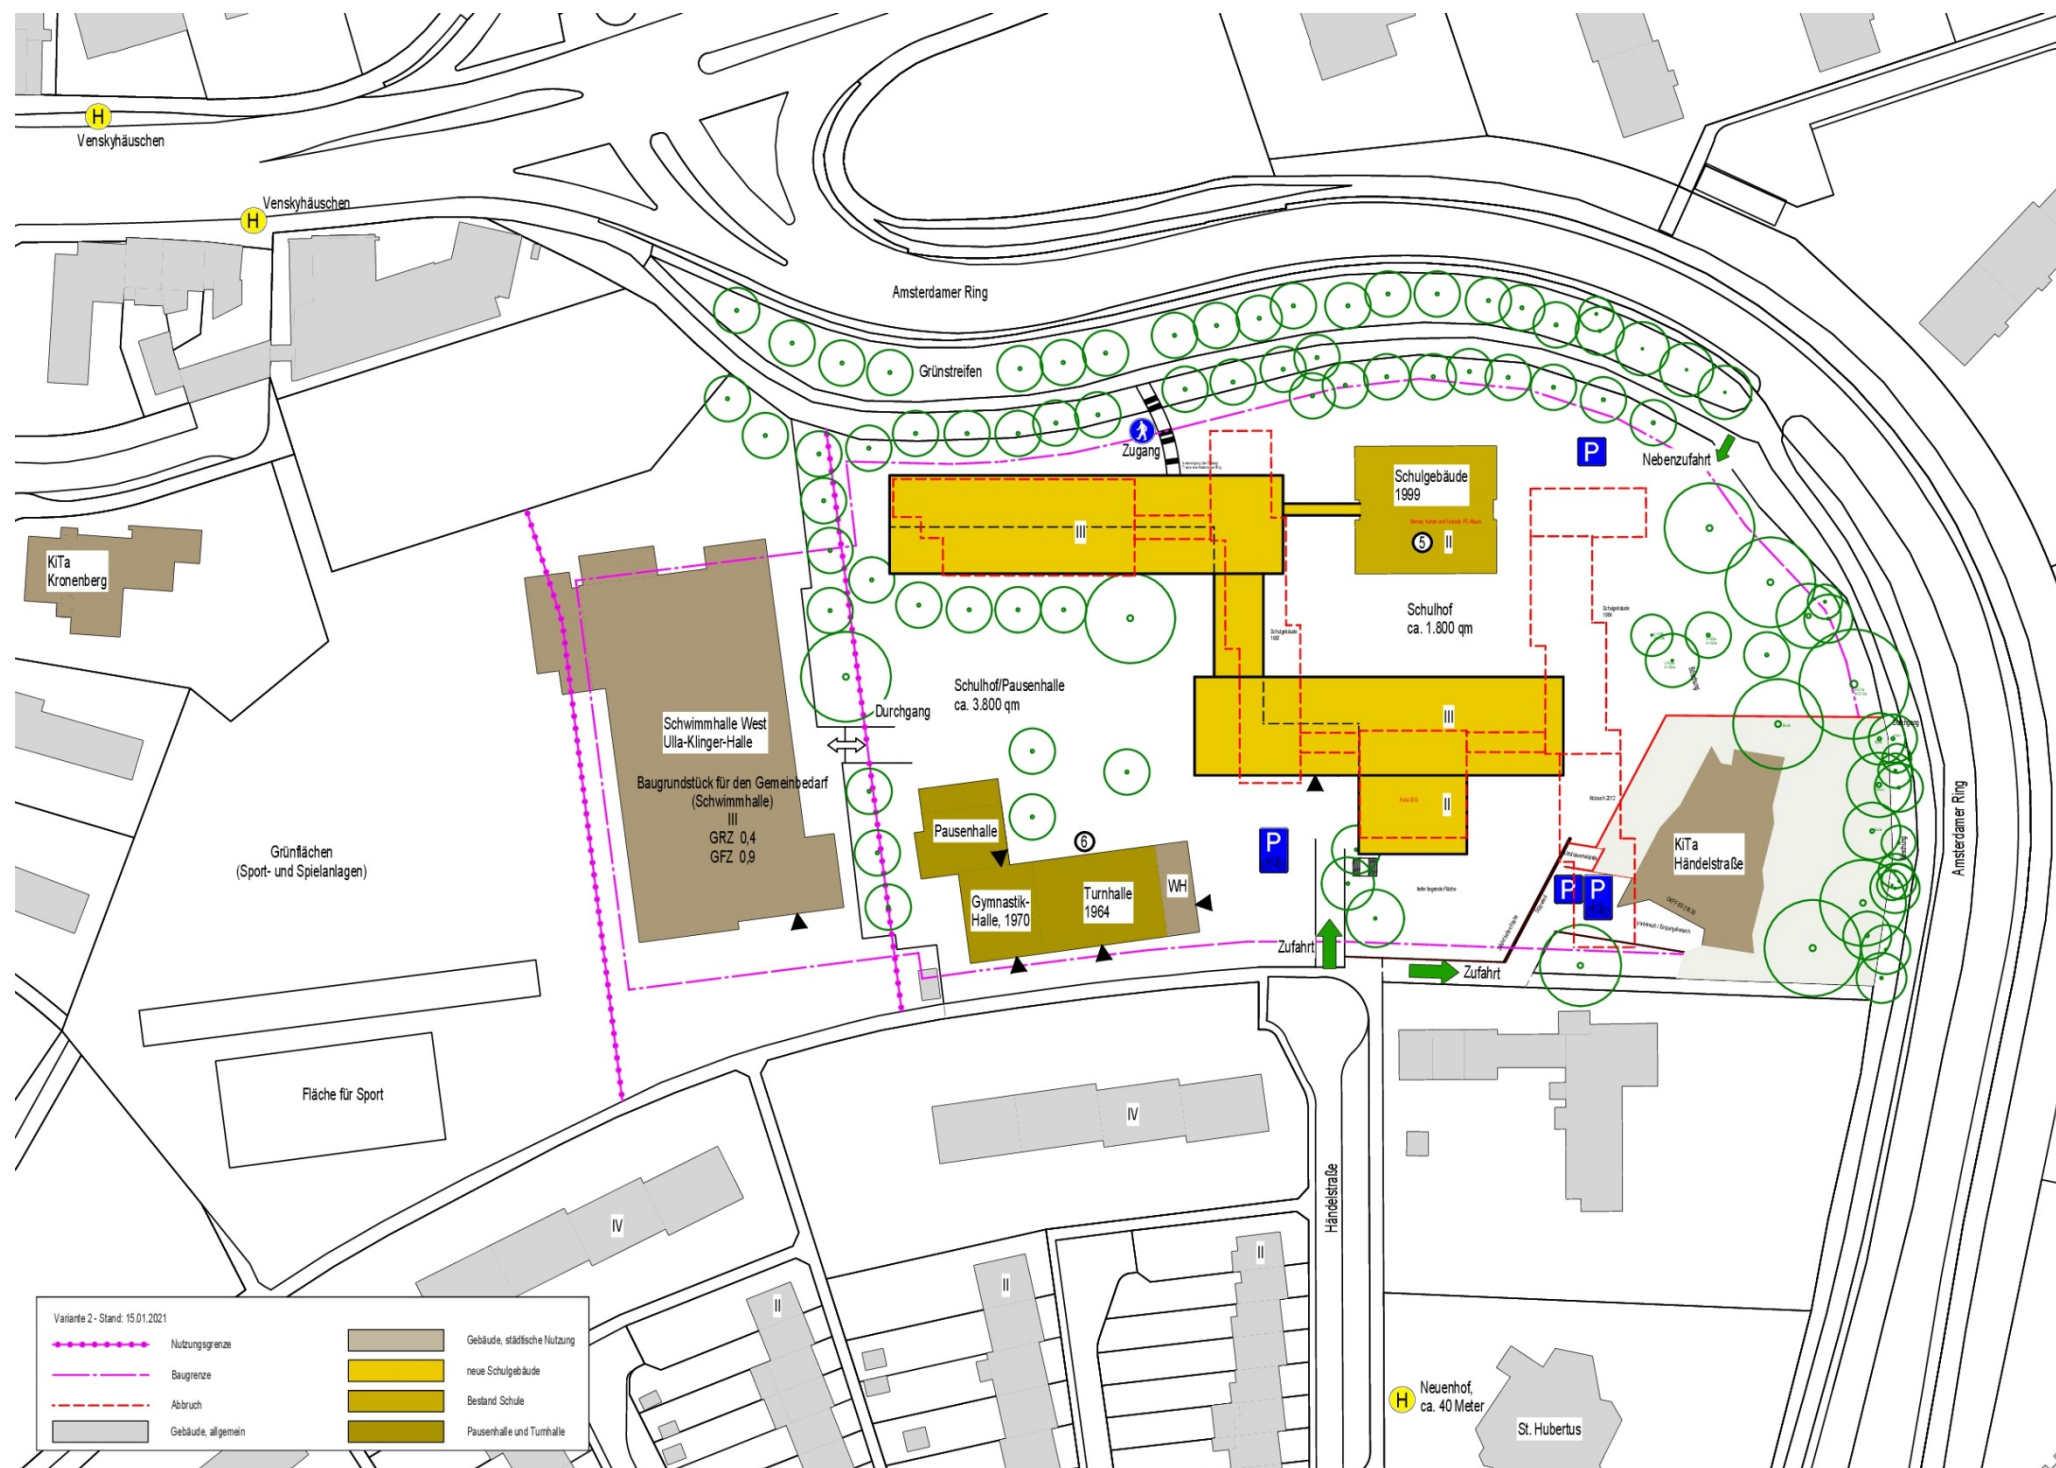 H
Venskyhäuschen
Venskyhäuschen
H
Amsterdamer Ring
Grünstreifen
Zugang
P
Nebenzufahrt
Schulgebäude
1999
III
5
II
KiTa
Kronenberg
Schulhof
ca. 1.800 qm
Schulhof/Pausenhalle
ca. 3.800 qm
Durchgang
Schwimmhalle West
Ulla-Klinger-Halle
III
Baugrundstück für den Gemeinbedarf
(Schwimmhalle)
III
GRZ 0,4
GFZ 0,9
II
Pausenhalle
6
P
Grünflächen
(Sport- und Spielanlagen)
Gymnastik-
Halle, 1970
Turnhalle
1964
WH
KiTa
Händelstraße
P
P
Amsterdamer Ring
Zufahrt
Zufahrt
Fläche für Sport
IV
IV
Händelstraße
II
II
II
Variante 2 - Stand: 15.01.2021
Nutzungsgrenze
Baugrenze
Abbruch
Gebäude, allgemein
Gebäude, städtische Nutzung
neue Schulgebäude
Bestand Schule
Pausenhalle und Turnhalle
H
Neuenhof,
ca. 40 Meter
St. Hubertus